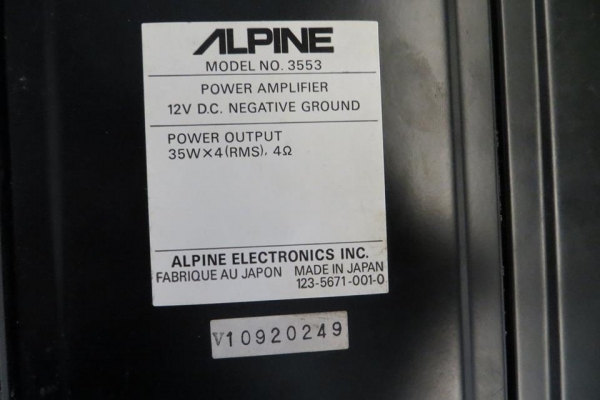 ALPINE
MODEL NO. 3553
POWER AMPLIFIER
12V D.C. NEGATIVE GROUND
POWER OUTPUT
35W×4(RMS), 4Ω
ALPINE ELECTRONICS INC.
FABRIQUE AU JAPON MADE IN JAPAN
123-5671-001-0
V10920249